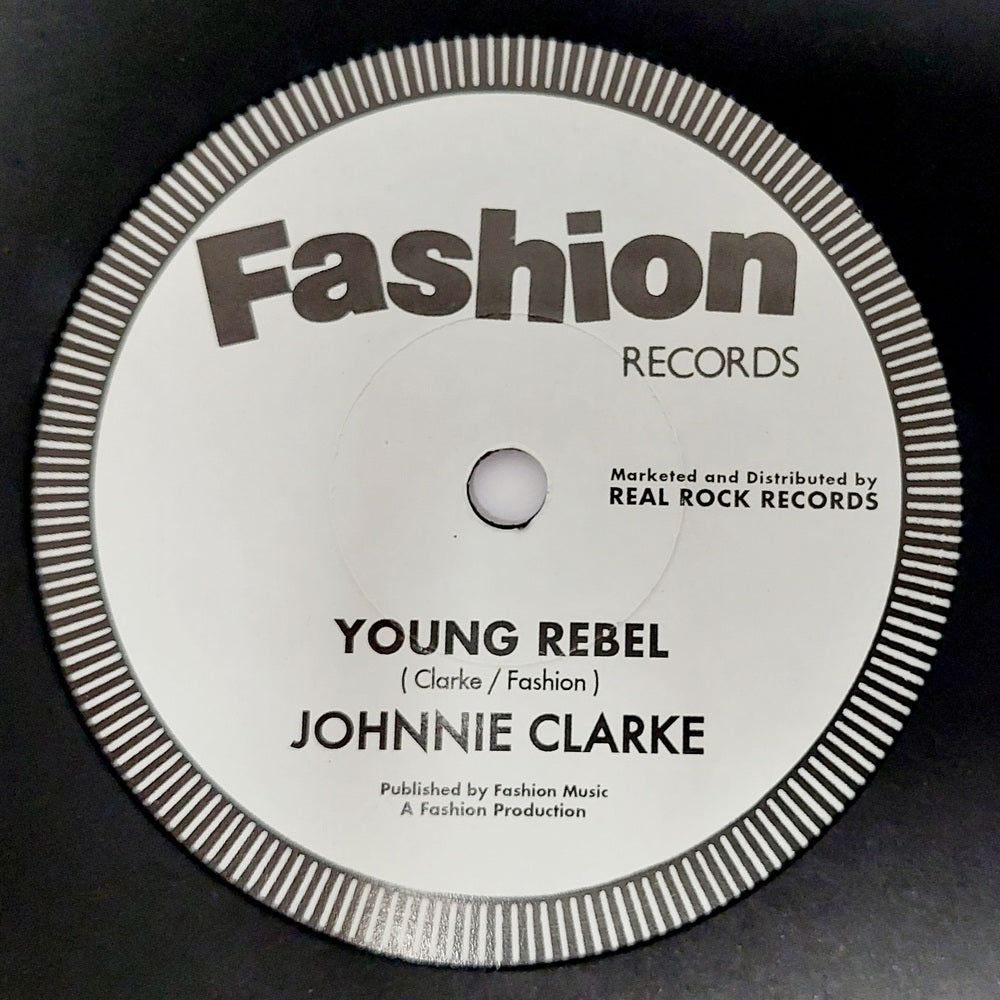 Fashion
RECORDS
Marketed and Distributed by
REAL ROCK RECORDS
YOUNG REBEL
( Clarke / Fashion )
JOHNNIE CLARKE
Published by Fashion Music
A Fashion Production